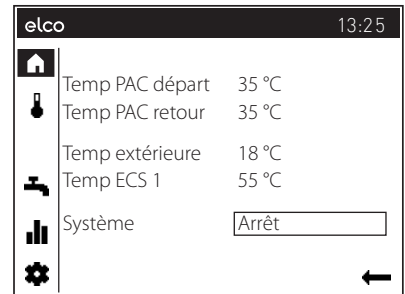 elco 13:25
Temp PAC départ 35 °C
Temp PAC retour 35 °C
Temp extérieure 18 °C
Temp ECS 1 55 °C
Système Arrêt